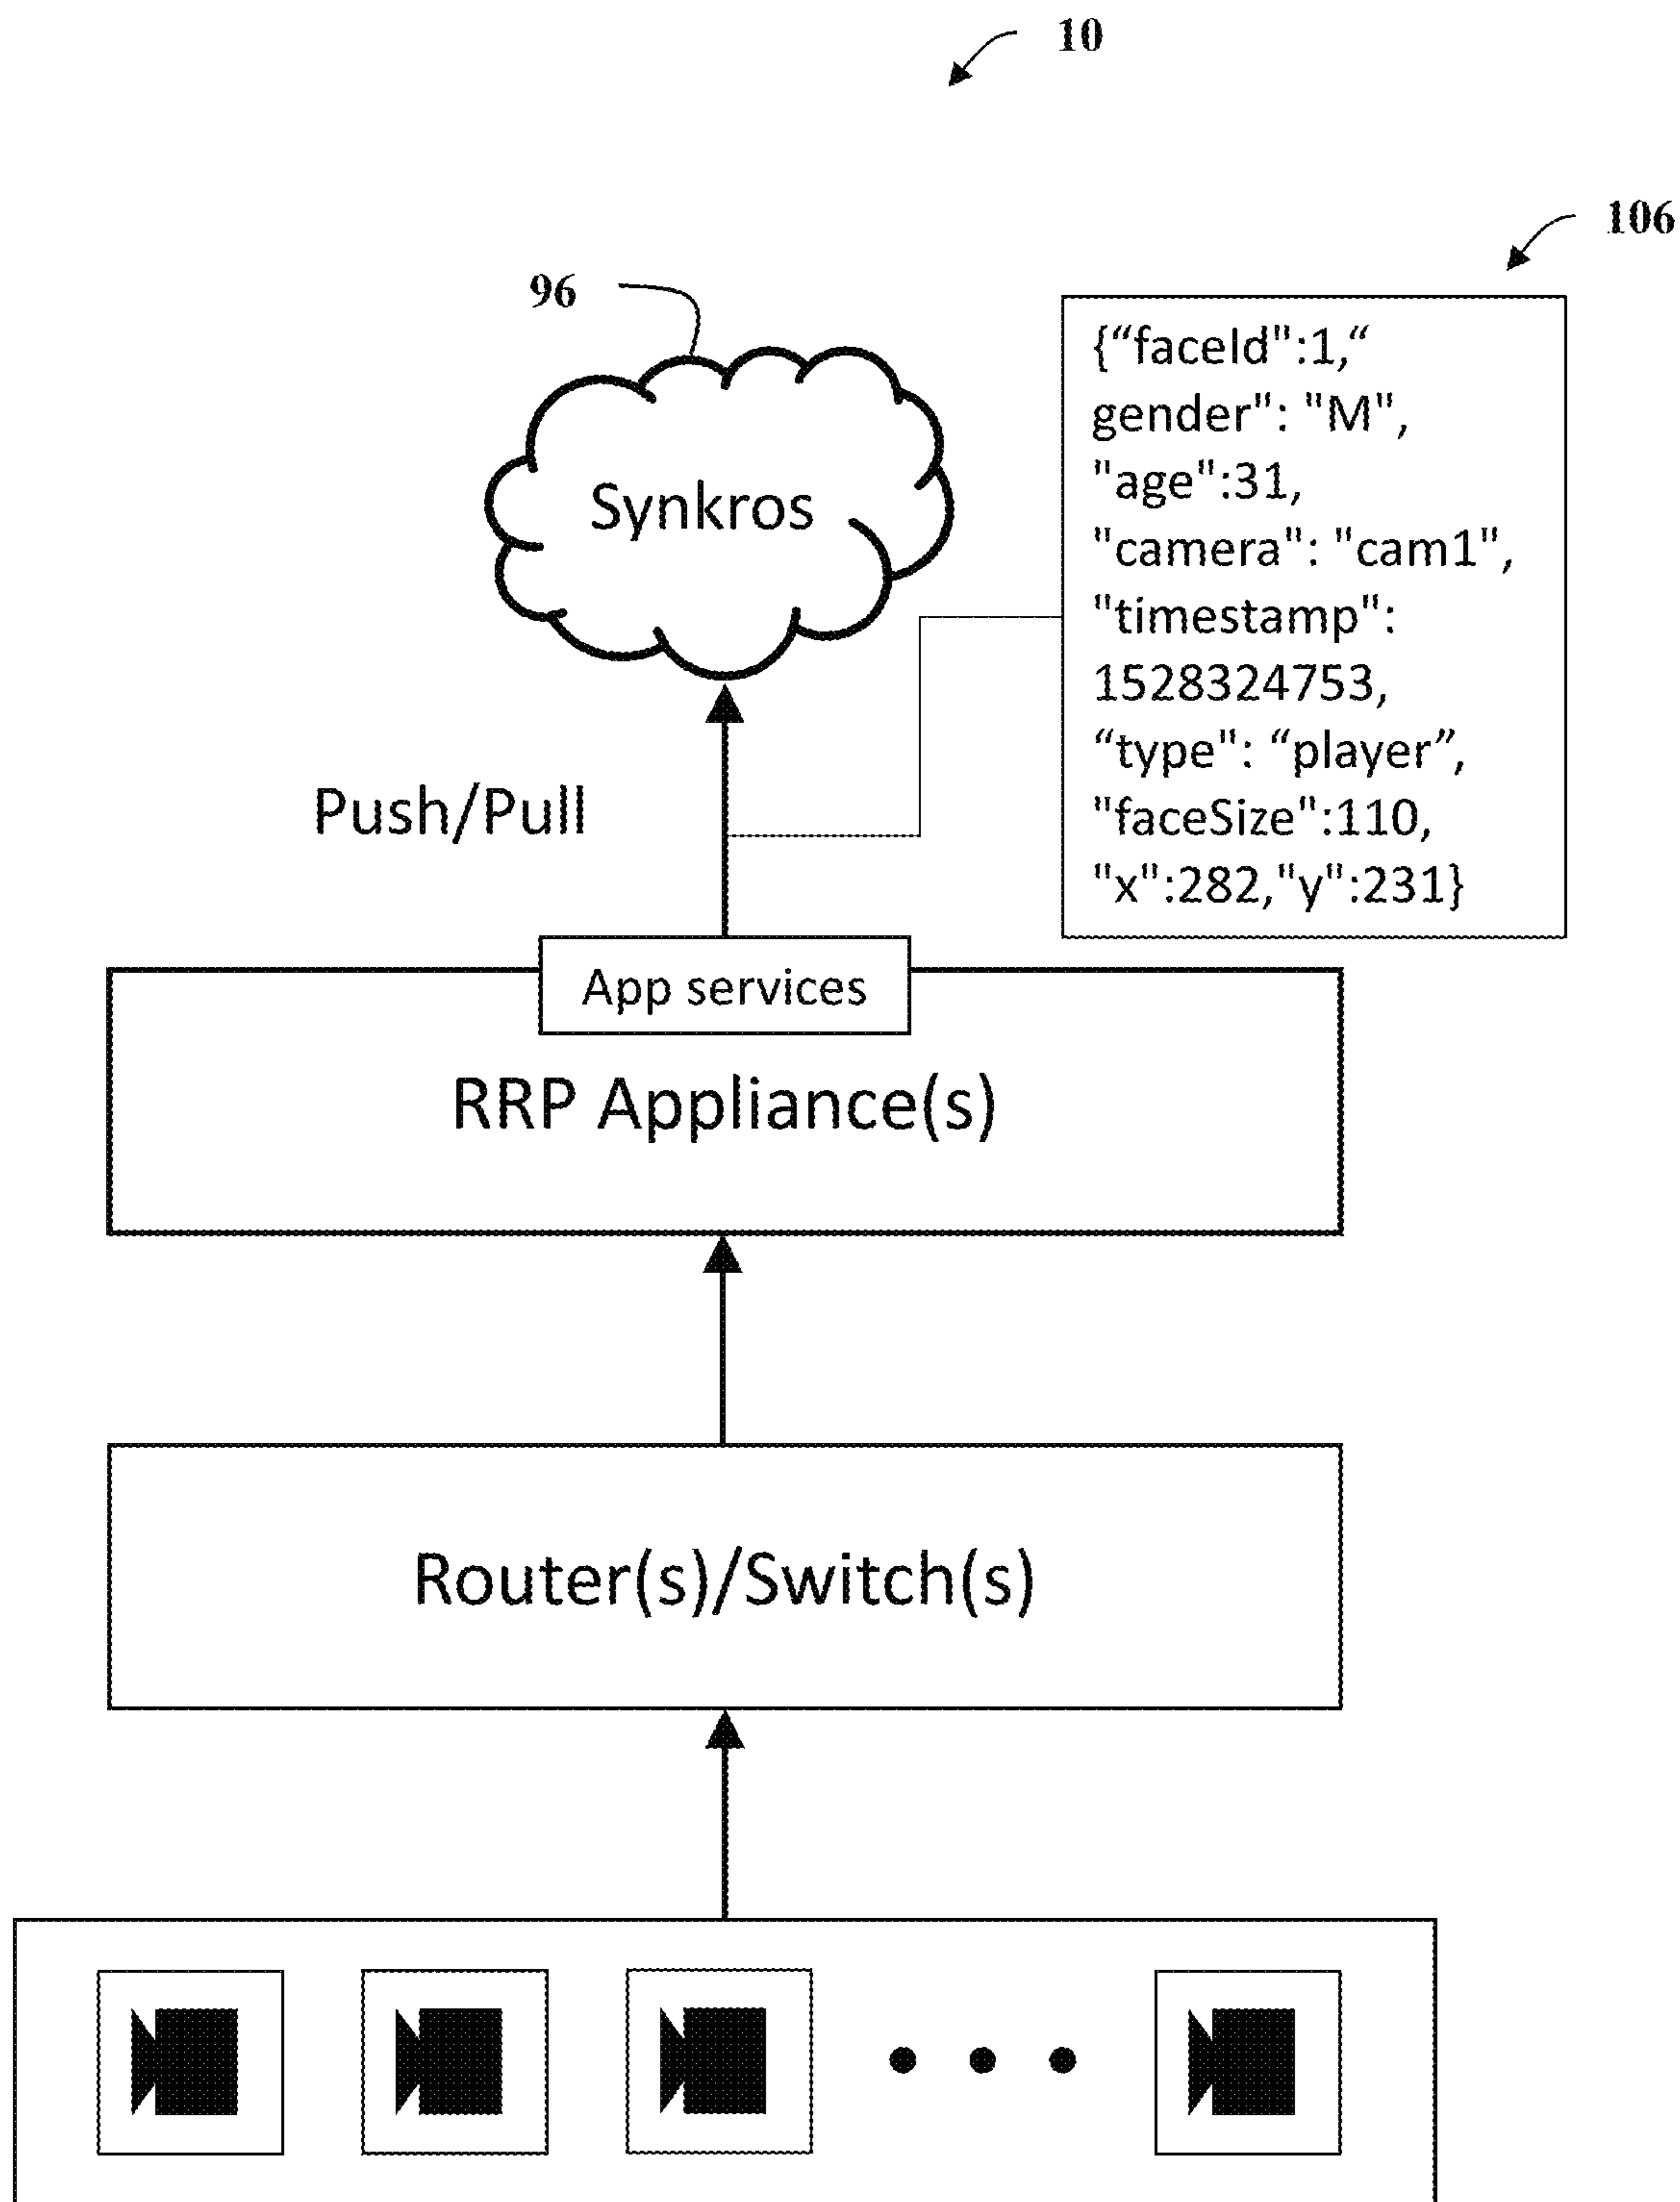 10
106
96
{“faceId":1,“
gender": "M",
"age":31,
"camera": "cam1",
"timestamp":
1528324753,
“type": “player”,
"faceSize":110,
"x":282,"y":231}
Synkros
Push/Pull
App services
RRP Appliance(s)
Router(s)/Switch(s)